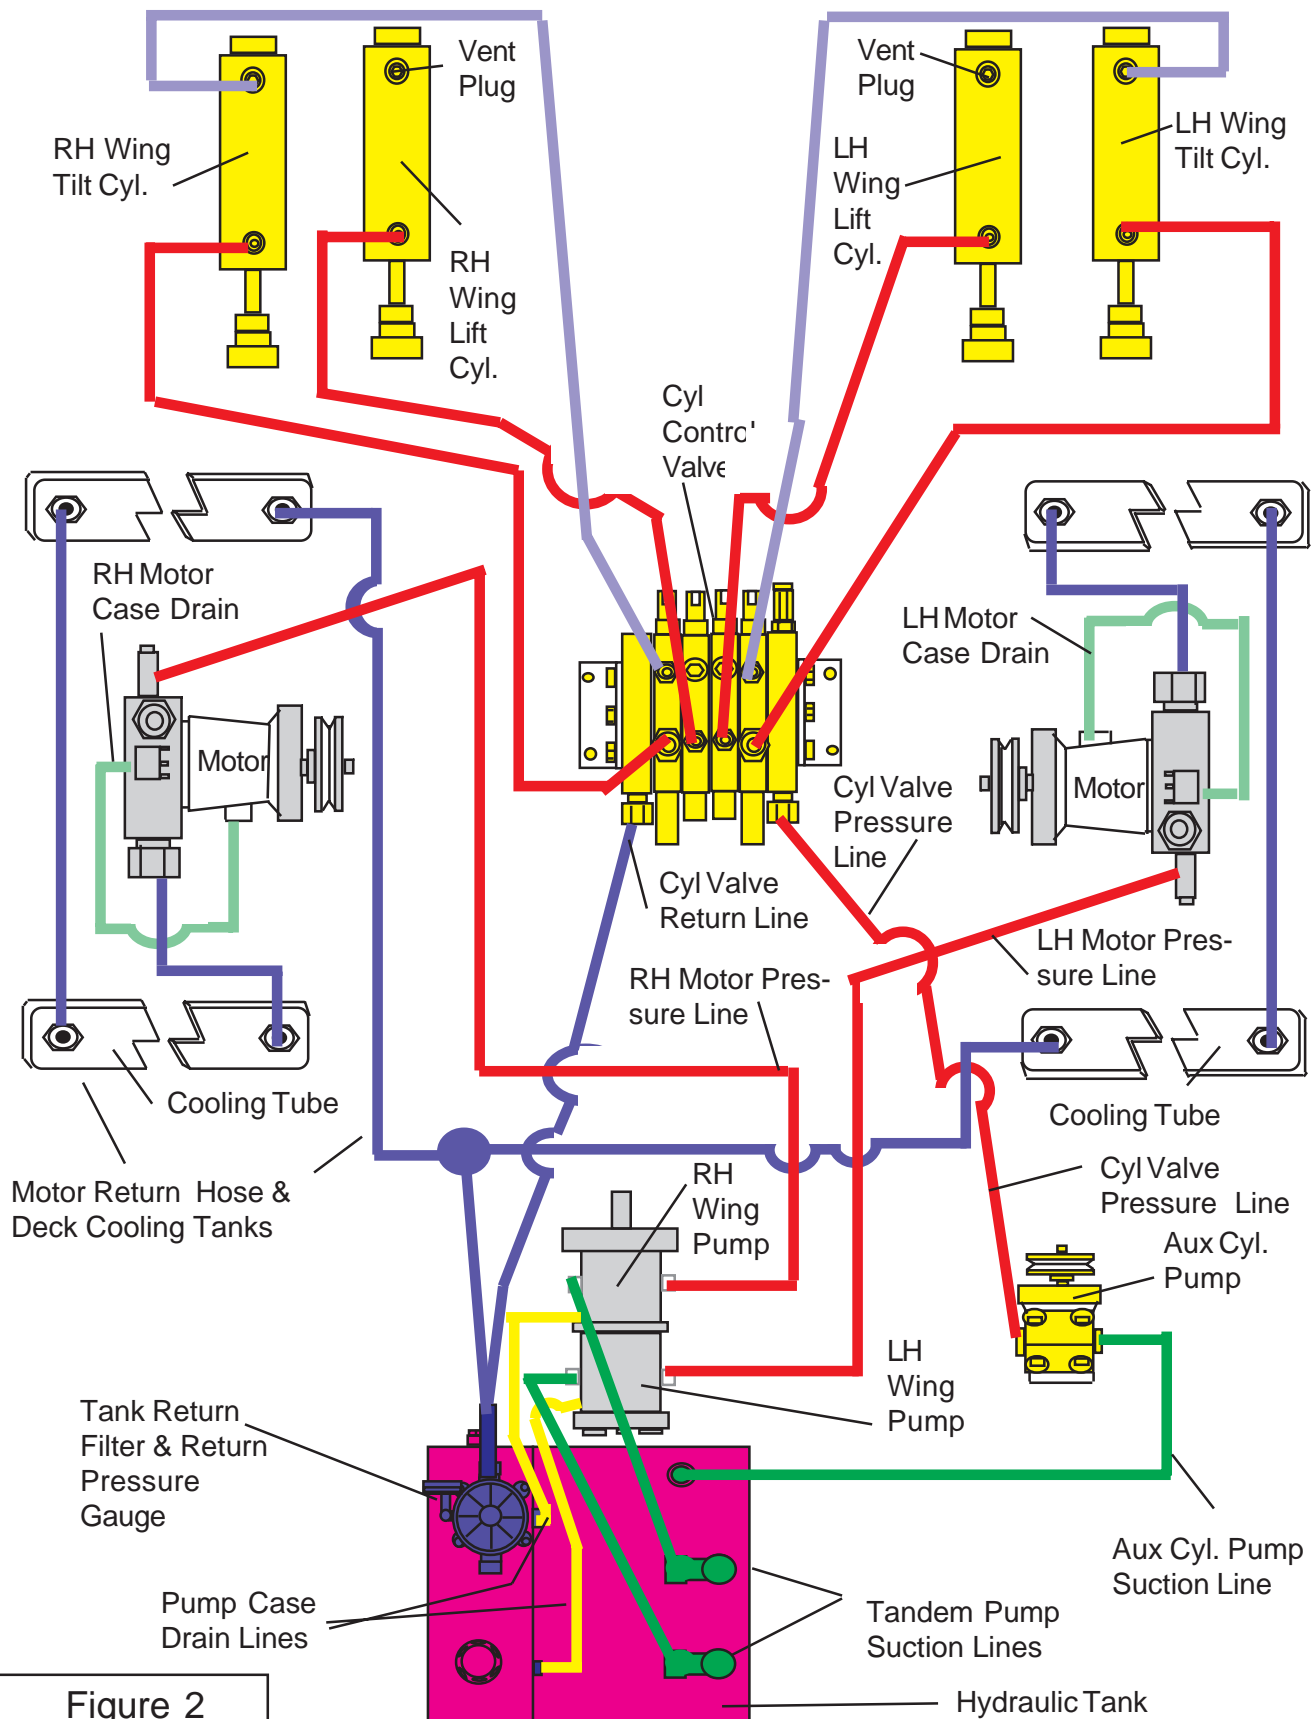 Vent
Plug
Vent
Plug
RH Wing
Tilt Cyl.
LH Wing
Tilt Cyl.
LH
Wing
Lift
Cyl.
RH
Wing
Lift
Cyl.
Cyl
Control
Valve
RH Motor
Case Drain
LH Motor
Case Drain
Motor
Motor
Cyl Valve
Pressure
Line
Cyl Valve
Return Line
LH Motor Pres-
sure Line
RH Motor Pres-
sure Line
Cooling Tube
Cooling Tube
Motor Return Hose &
Deck Cooling Tanks
RH
Wing
Pump
Cyl Valve
Pressure Line
Aux Cyl.
Pump
LH
Wing
Pump
Tank Return
Filter & Return
Pressure
Gauge
Aux Cyl. Pump
Suction Line
Pump Case
Drain Lines
Tandem Pump
Suction Lines
Hydraulic Tank
Figure 2